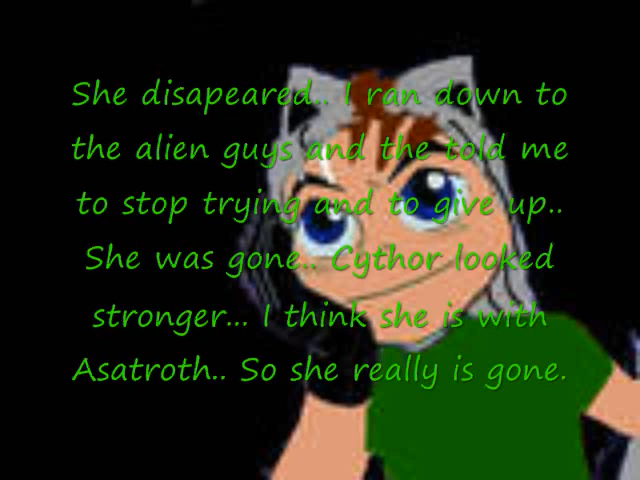 She disapeared.. I ran down to
the alien guys and the told me
to stop trying and to give up..
She was gone.. Cythor looked
stronger... I think she is with
Asatroth.. So she really is gone.